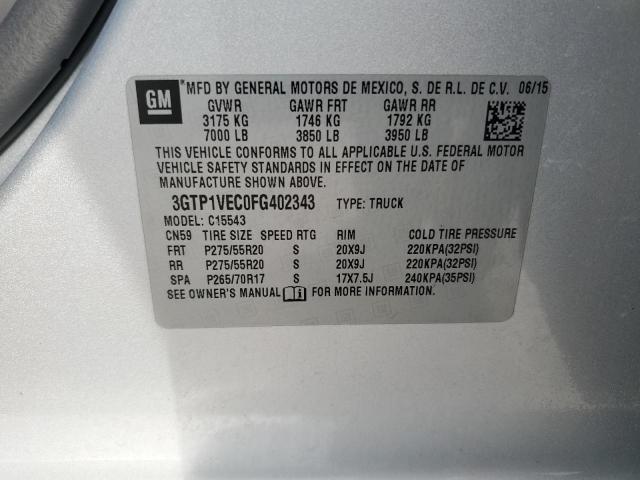 GM
*MFD BY GENERAL MOTORS DE MEXICO, S. DE R.L. DE C.V. 06/15
GVWR GAWR FRT GAWR RR
3175 KG 1746 KG 1792 KG
7000 LB 3850 LB 3950 LB
THIS VEHICLE CONFORMS TO ALL APPLICABLE U.S. FEDERAL MOTOR
VEHICLE SAFETY STANDARDS IN EFFECT ON THE DATE OF
MANUFACTURE SHOWN ABOVE.
3GTP1VEC0FG402343 TYPE: TRUCK
MODEL: C15543
CN59 TIRE SIZE SPEED RTG RIM COLD TIRE PRESSURE
FRT P275/55R20 S 20X9J 220KPA(32PSI)
RR P275/55R20 S 20X9J 220KPA(32PSI)
SPA P265/70R17 S 17X7.5J 240KPA(35PSI)
SEE OWNER'S MANUAL FOR MORE INFORMATION.